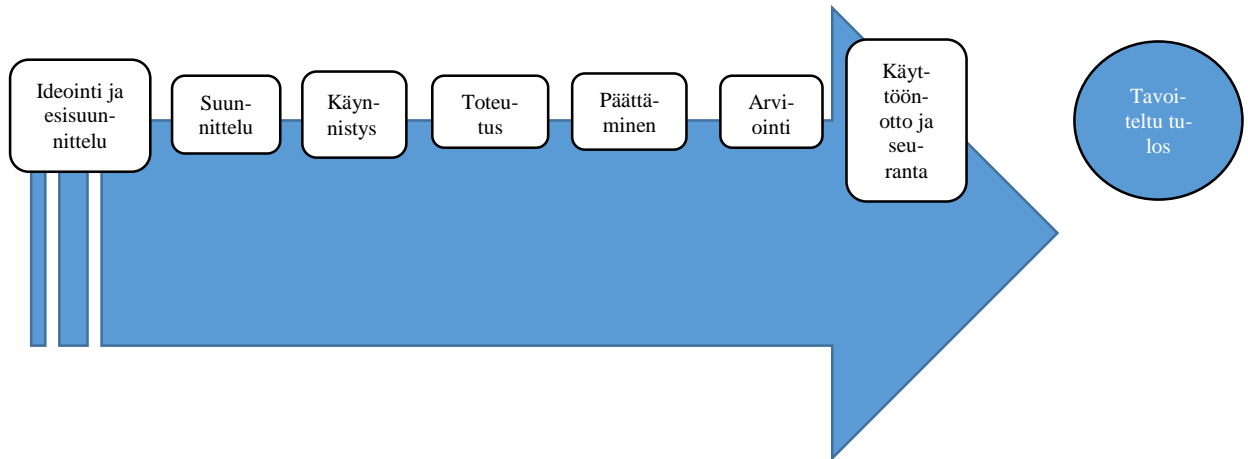 Ideointi ja
esisuun-
nittelu
Suun-
nittelu
Käyn-
nistys
Toteu-
tus
Päättä-
minen
Arvi-
ointi
Käyt-
töön-
otto ja
seu-
ranta
Tavoi-
teltu tu-
los